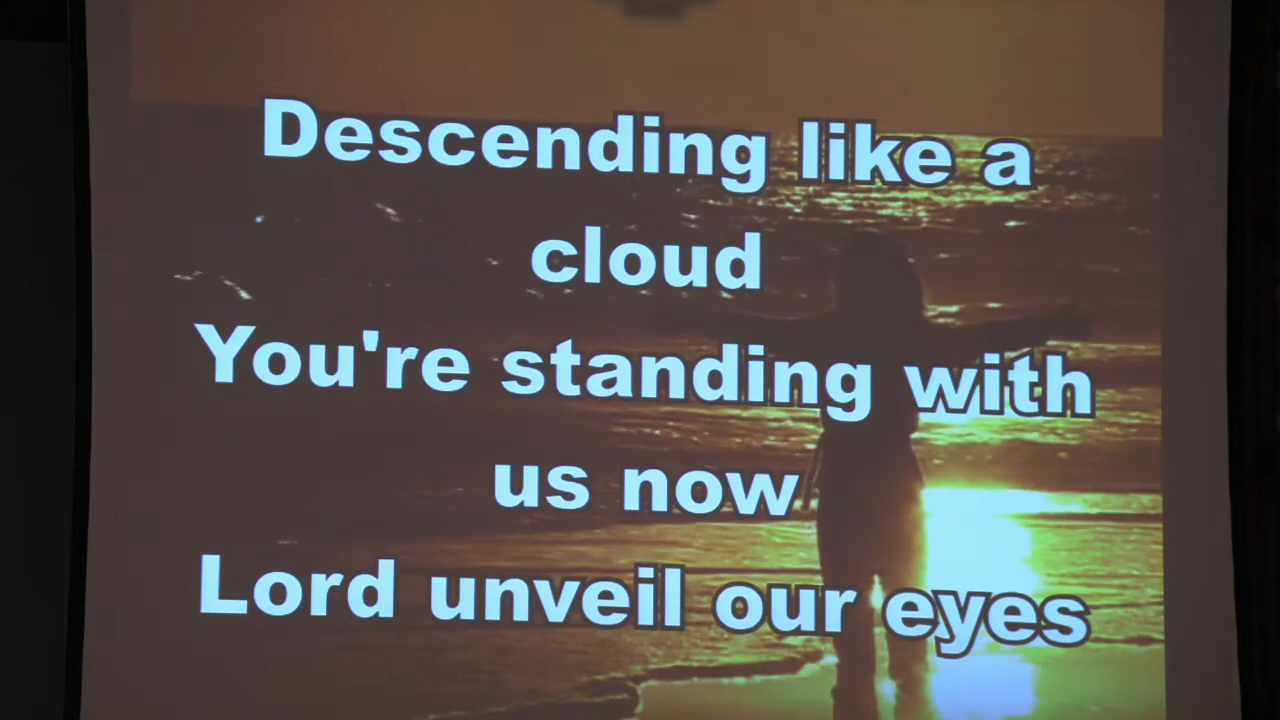 Descending like a
cloud
You're standing with
us now
Lord unveil our eyes